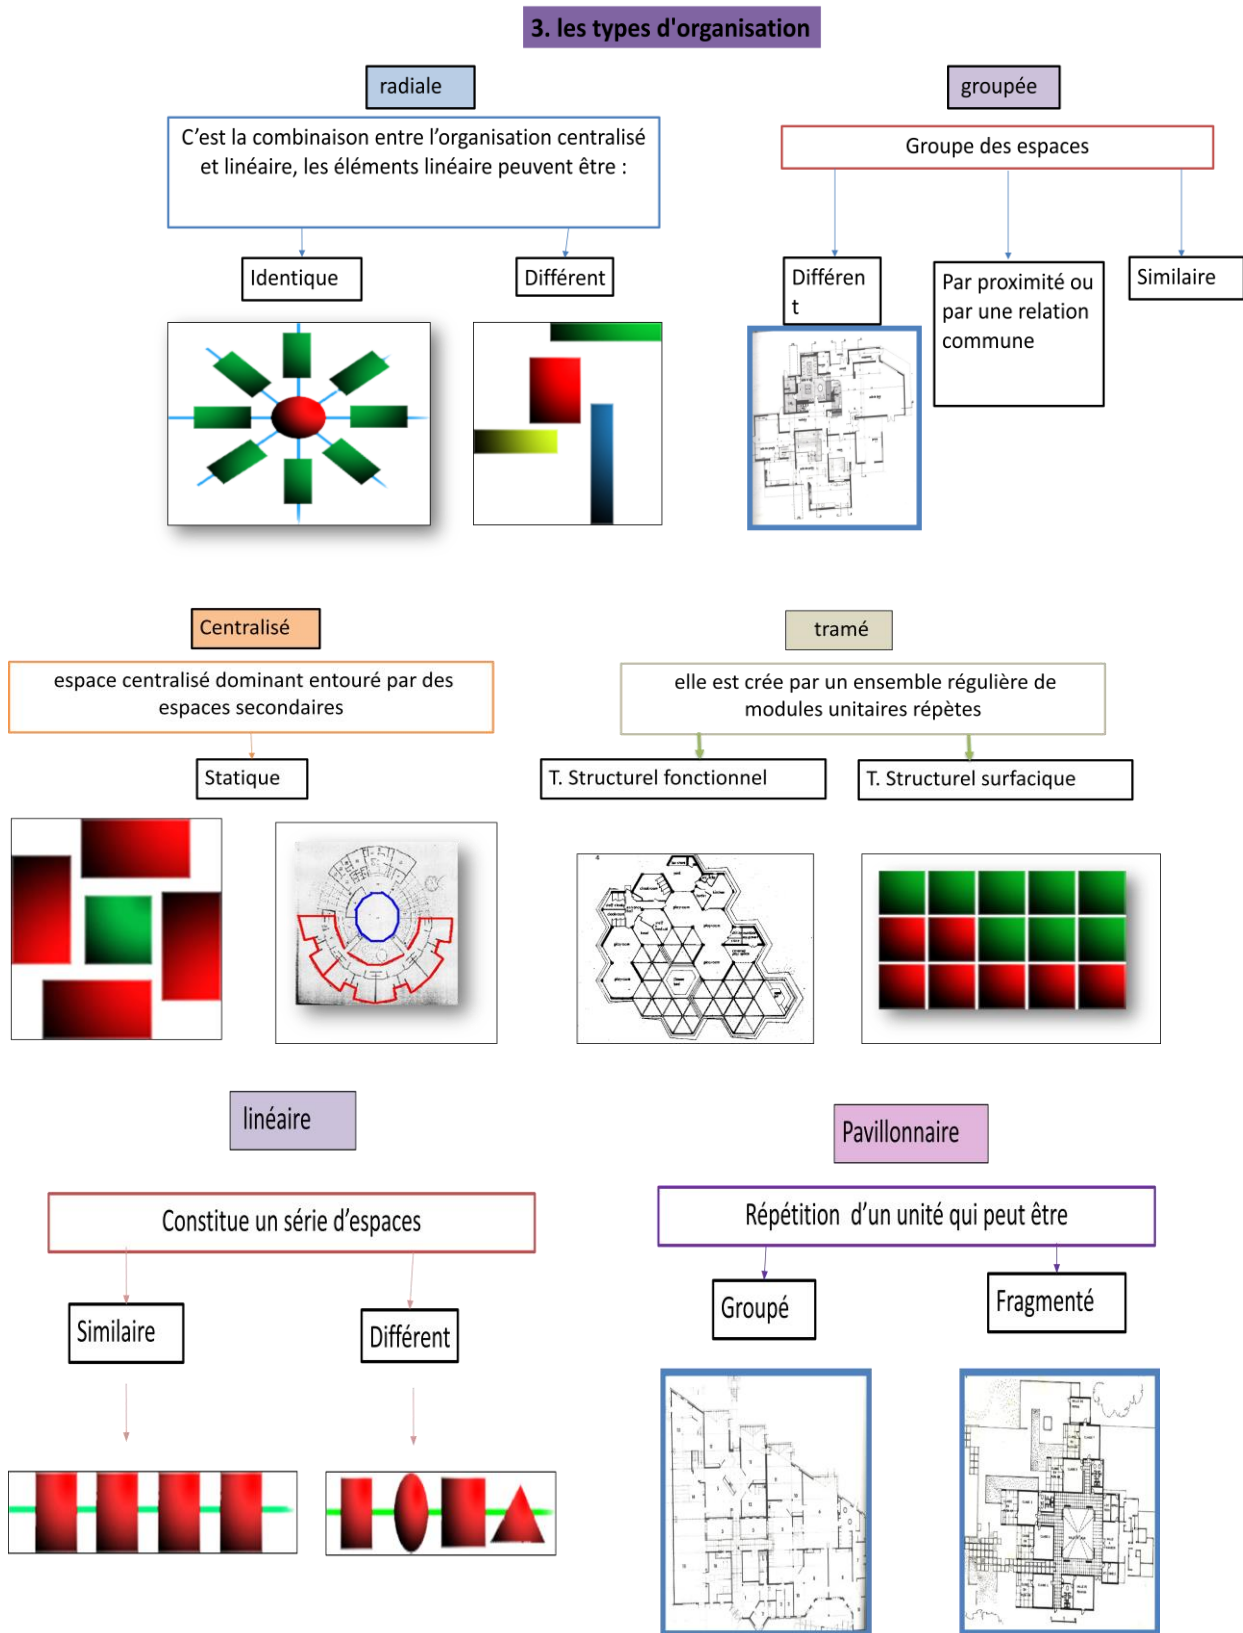 3. les types d'organisation
radiale
C'est la combinaison entre l'organisation centralisé
et linéaire, les éléments linéaire peuvent être :
Identique
Différent
groupée
Groupe des espaces
Différen
t
Par proximité ou
par une relation
commune
Similaire
Centralisé
espace centralisé dominant entouré par des
espaces secondaires
Statique
tramé
elle est crée par un ensemble régulière de
modules unitaires répètes
T. Structurel fonctionnel
T. Structurel surfacique
linéaire
Constitue un série d'espaces
Similaire
Différent
Pavillonnaire
Répétition d'un unité qui peut être
Groupé
Fragmenté